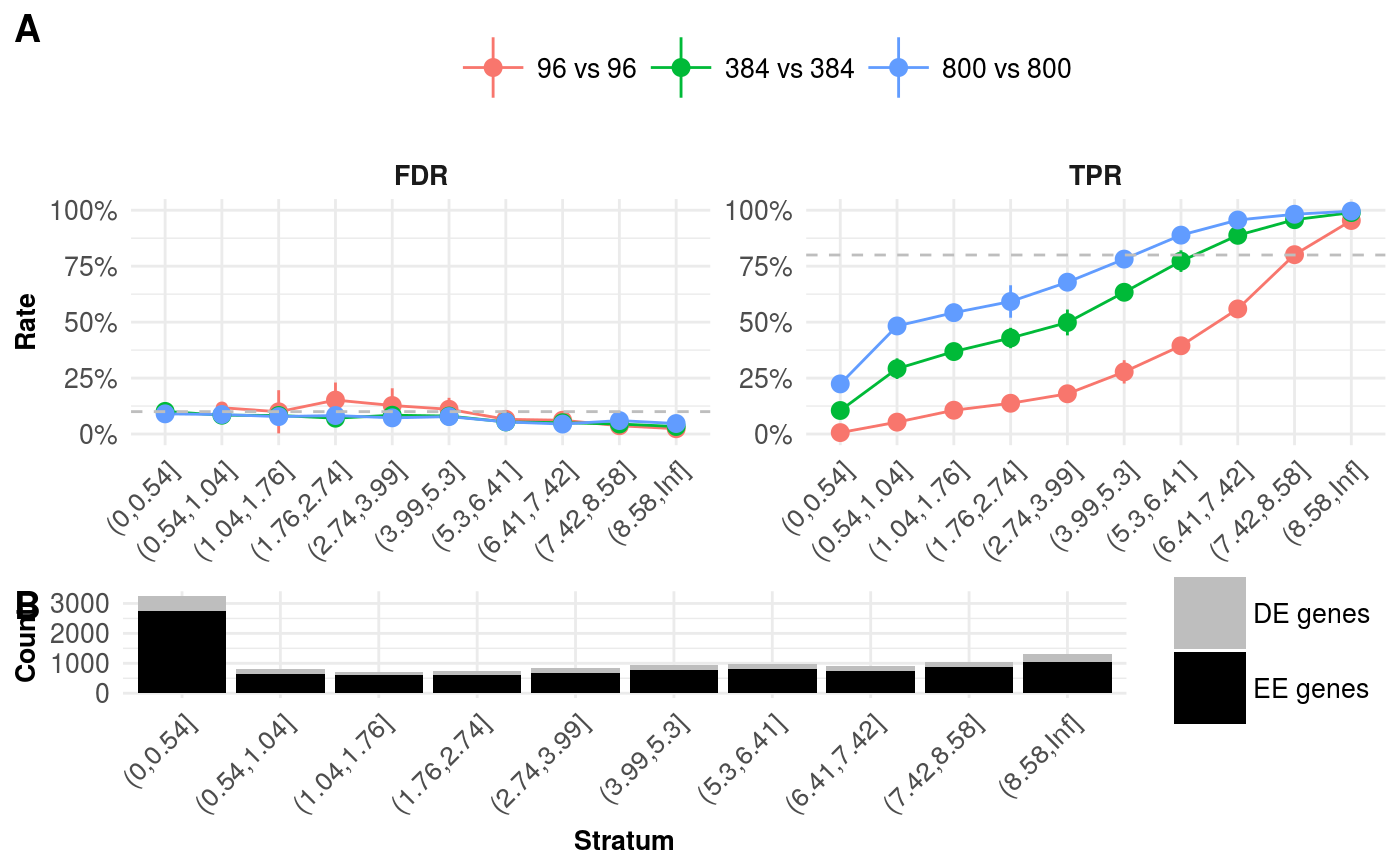 A
96 vs 96 384 vs 384 800 vs 800
FDR TPR
Rate
100%
75%
50%
25%
0%
100%
75%
50%
25%
0%
(0,0.54] (0.54,1.04] (1.04,1.76] (1.76,2.74] (2.74,3.99] (3.99,5.3] (5.3,6.41] (6.41,7.42] (7.42,8.58] (8.58,Inf]
(0,0.54] (0.54,1.04] (1.04,1.76] (1.76,2.74] (2.74,3.99] (3.99,5.3] (5.3,6.41] (6.41,7.42] (7.42,8.58] (8.58,Inf]
B
Count
3000
2000
1000
0
DE genes
EE genes
(0,0.54] (0.54,1.04] (1.04,1.76] (1.76,2.74] (2.74,3.99] (3.99,5.3] (5.3,6.41] (6.41,7.42] (7.42,8.58] (8.58,Inf]
Stratum